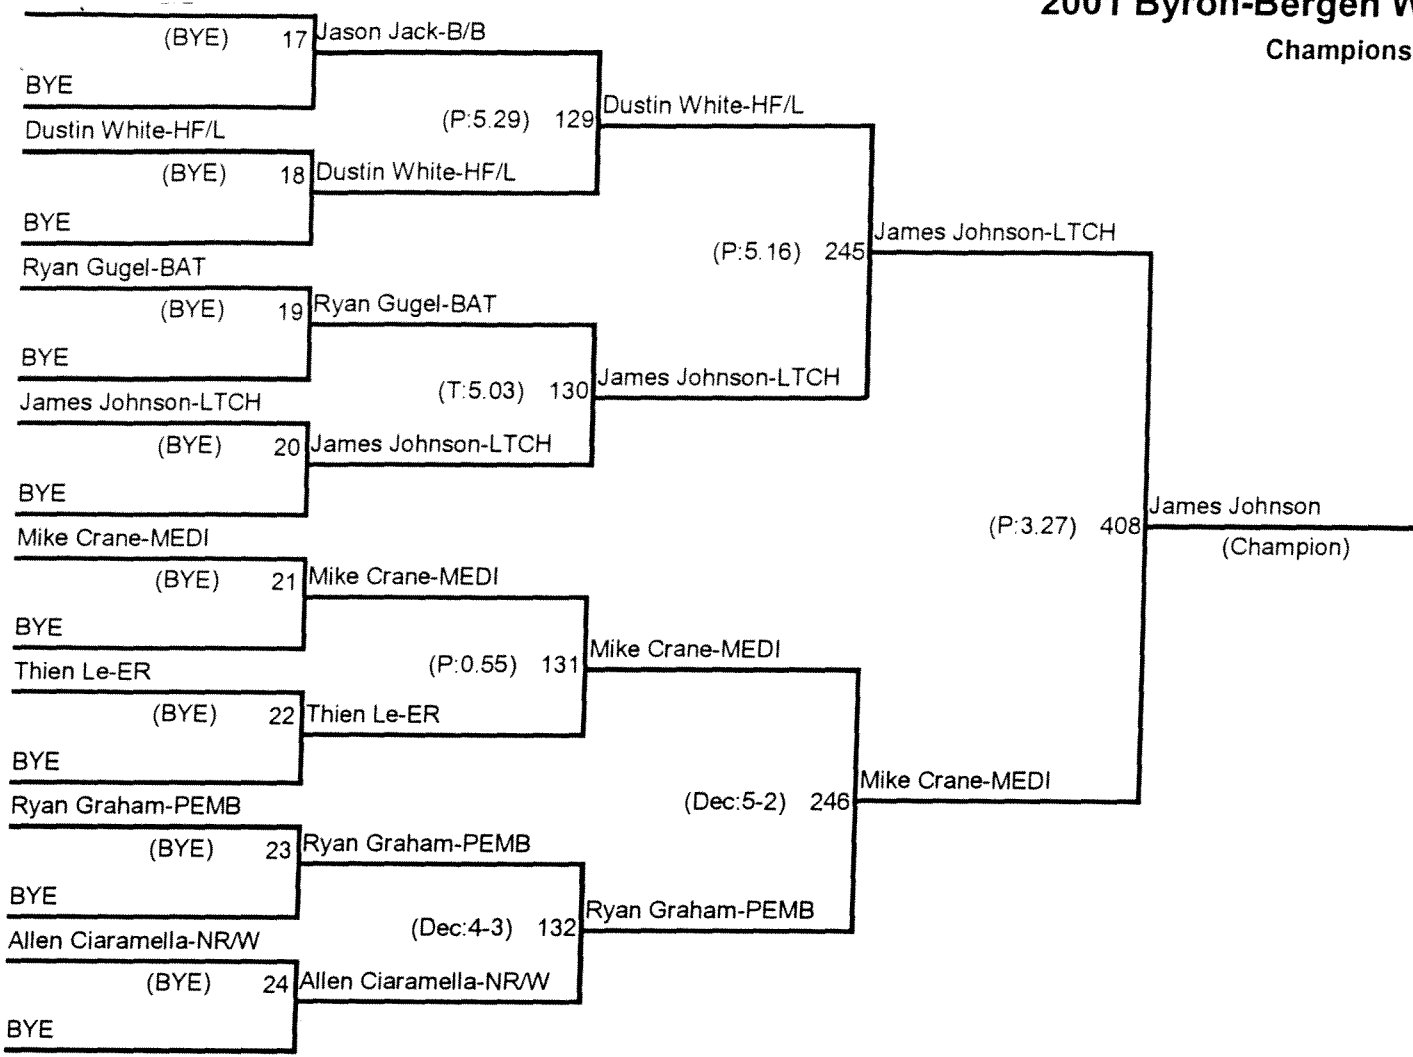 2001 Byron-Bergen
Champions
(BYE) 17 Jason Jack-B/B
BYE
Dustin White-HF/L
(P:5.29) 129 Dustin White-HF/L
(BYE) 18 Dustin White-HF/L
BYE
Ryan Gugel-BAT
(P:5.16) 245 James Johnson-LTCH
(BYE) 19 Ryan Gugel-BAT
BYE
(T:5.03) 130 James Johnson-LTCH
James Johnson-LTCH
(BYE) 20 James Johnson-LTCH
BYE
(P:3.27) 408 James Johnson
(Champion)
Mike Crane-MEDI
(BYE) 21 Mike Crane-MEDI
BYE
(P:0.55) 131 Mike Crane-MEDI
Thien Le-ER
(BYE) 22 Thien Le-ER
BYE
(Dec:5-2) 246 Mike Crane-MEDI
Ryan Graham-PEMB
(BYE) 23 Ryan Graham-PEMB
BYE
(Dec:4-3) 132 Ryan Graham-PEMB
Allen Ciaramella-NR/W
(BYE) 24 Allen Ciaramella-NR/W
BYE